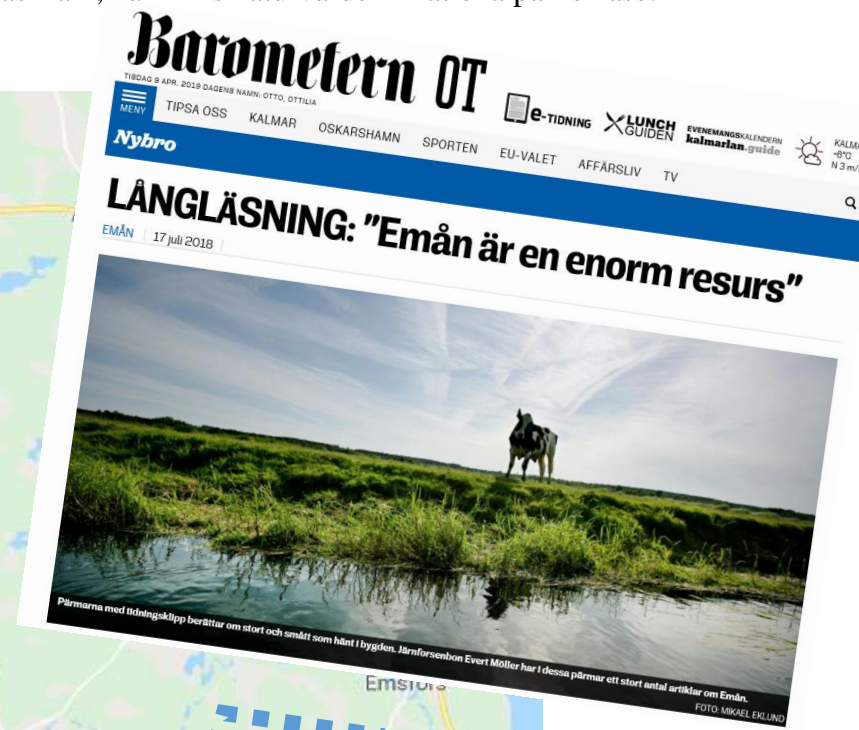 Barometern OT
TISDAG 9 APR. 2019 DAGENS NAMN: OTTO, OTTILIA
e-TIDNING
LUNCH GUIDEN
EVENEMANGSKALENDERN
kalmarlan.guide
-6°C
MENY
TIPSA OSS KALMAR OSKARSHAMN SPORTEN EU-VALET AFFÄRSLIV TV
Nybro
LÅNGLÄSNING: ”Emån är en enorm resurs”
EMÅN 17 juli 2018
Pärmarna med tidningsklipp berättar om stort och smått som hänt i bygden. Järnforsenbon Evert Möller har i dessa pärmar ett stort antal artiklar om Emån.
FOTO: MIKAEL EKLUND
Emsfors